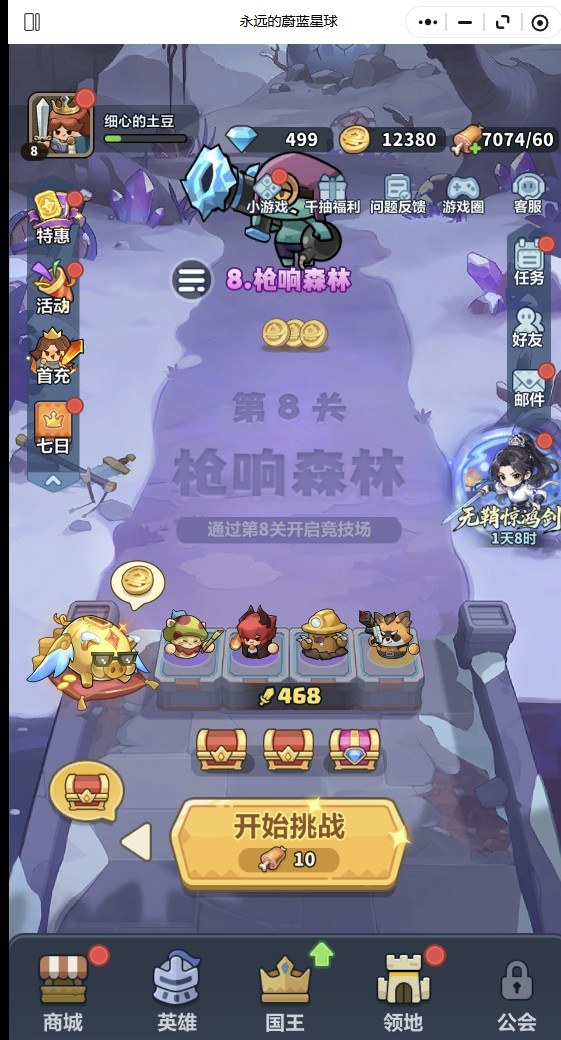 永远的蔚蓝星球
细心的土豆
8
499
12380
7074/60
小游戏
千抽福利
问题反馈
游戏圈
客服
特惠
8.枪响森林
任务
活动
好友
首充
邮件
第8关
七日
枪响森林
无鞘惊鸿剑
通过第8关开启竞技场
1天8时
468
开始挑战
10
商城
英雄
国王
领地
公会